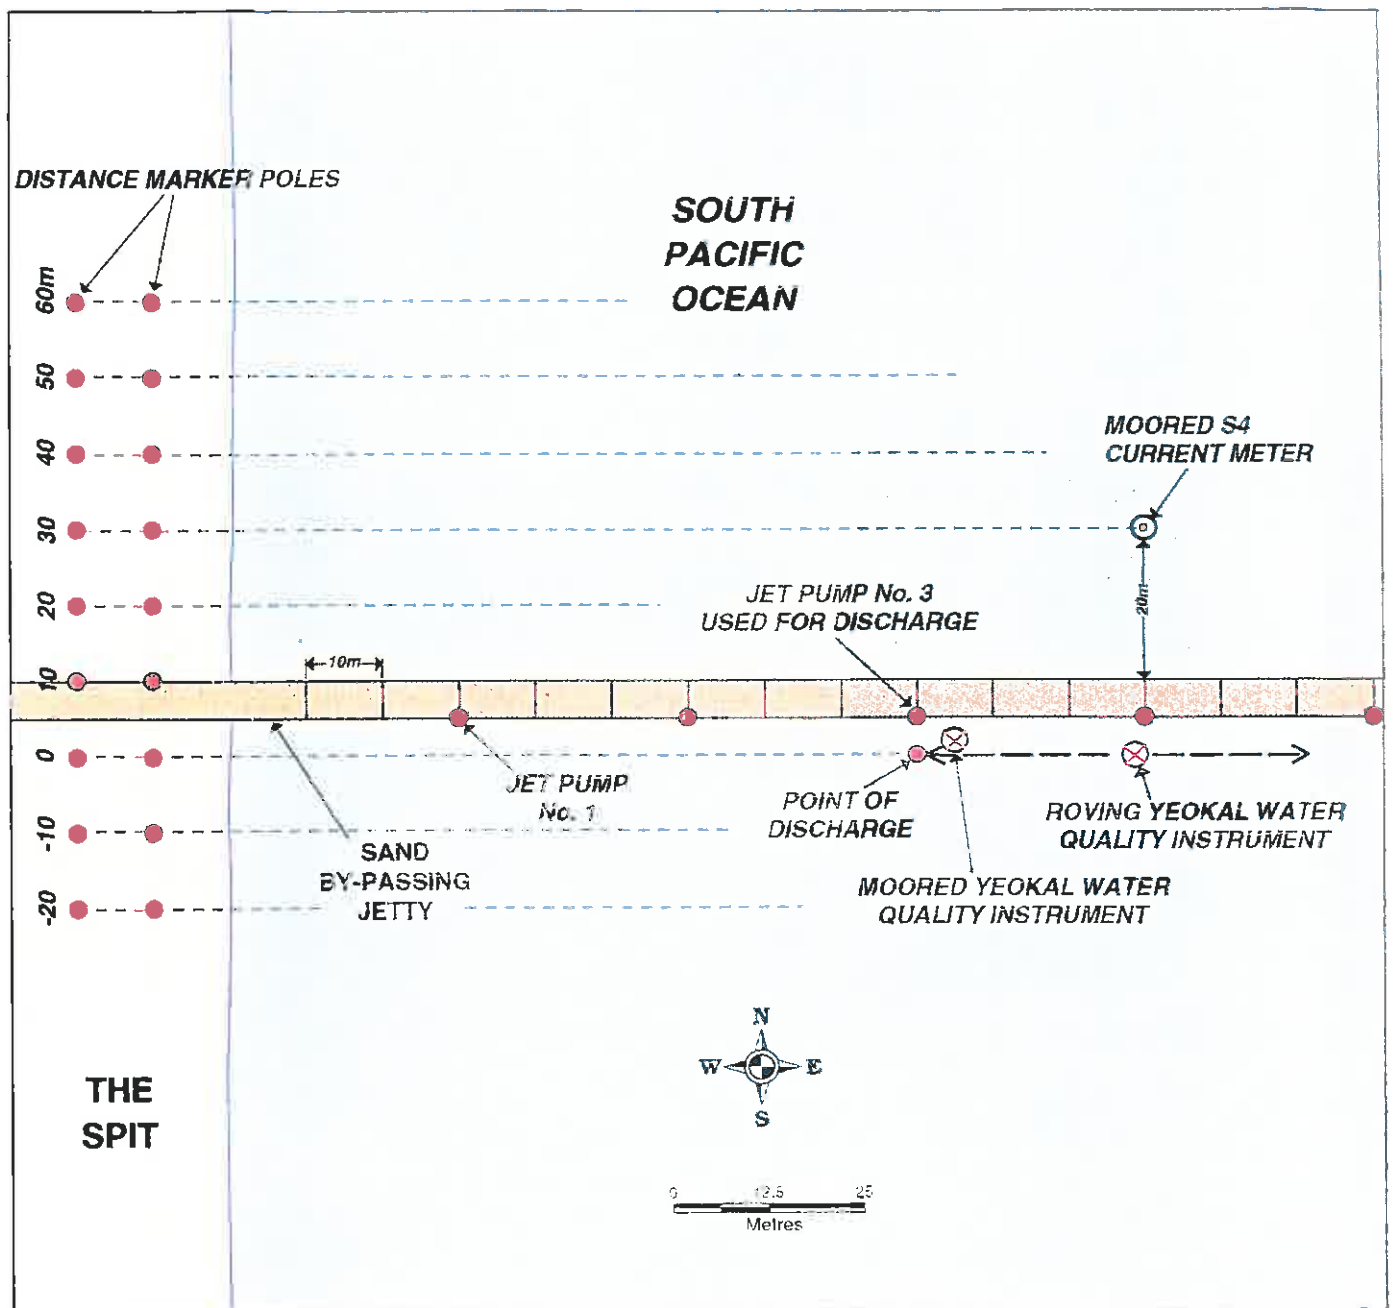 DISTANCE MARKER POLES
SOUTH
PACIFIC
OCEAN
60m
50
40
30
20
10
0
-10
-20
MOORED S4
CURRENT METER
20m
JET PUMP No. 3
USED FOR DISCHARGE
10m
JET PUMP
No. 1
SAND
BY-PASSING
JETTY
POINT OF
DISCHARGE
ROVING YEOKAL WATER
QUALITY INSTRUMENT
MOORED YEOKAL WATER
QUALITY INSTRUMENT
THE
SPIT
N
W E
S
0 12.5 25
Metres